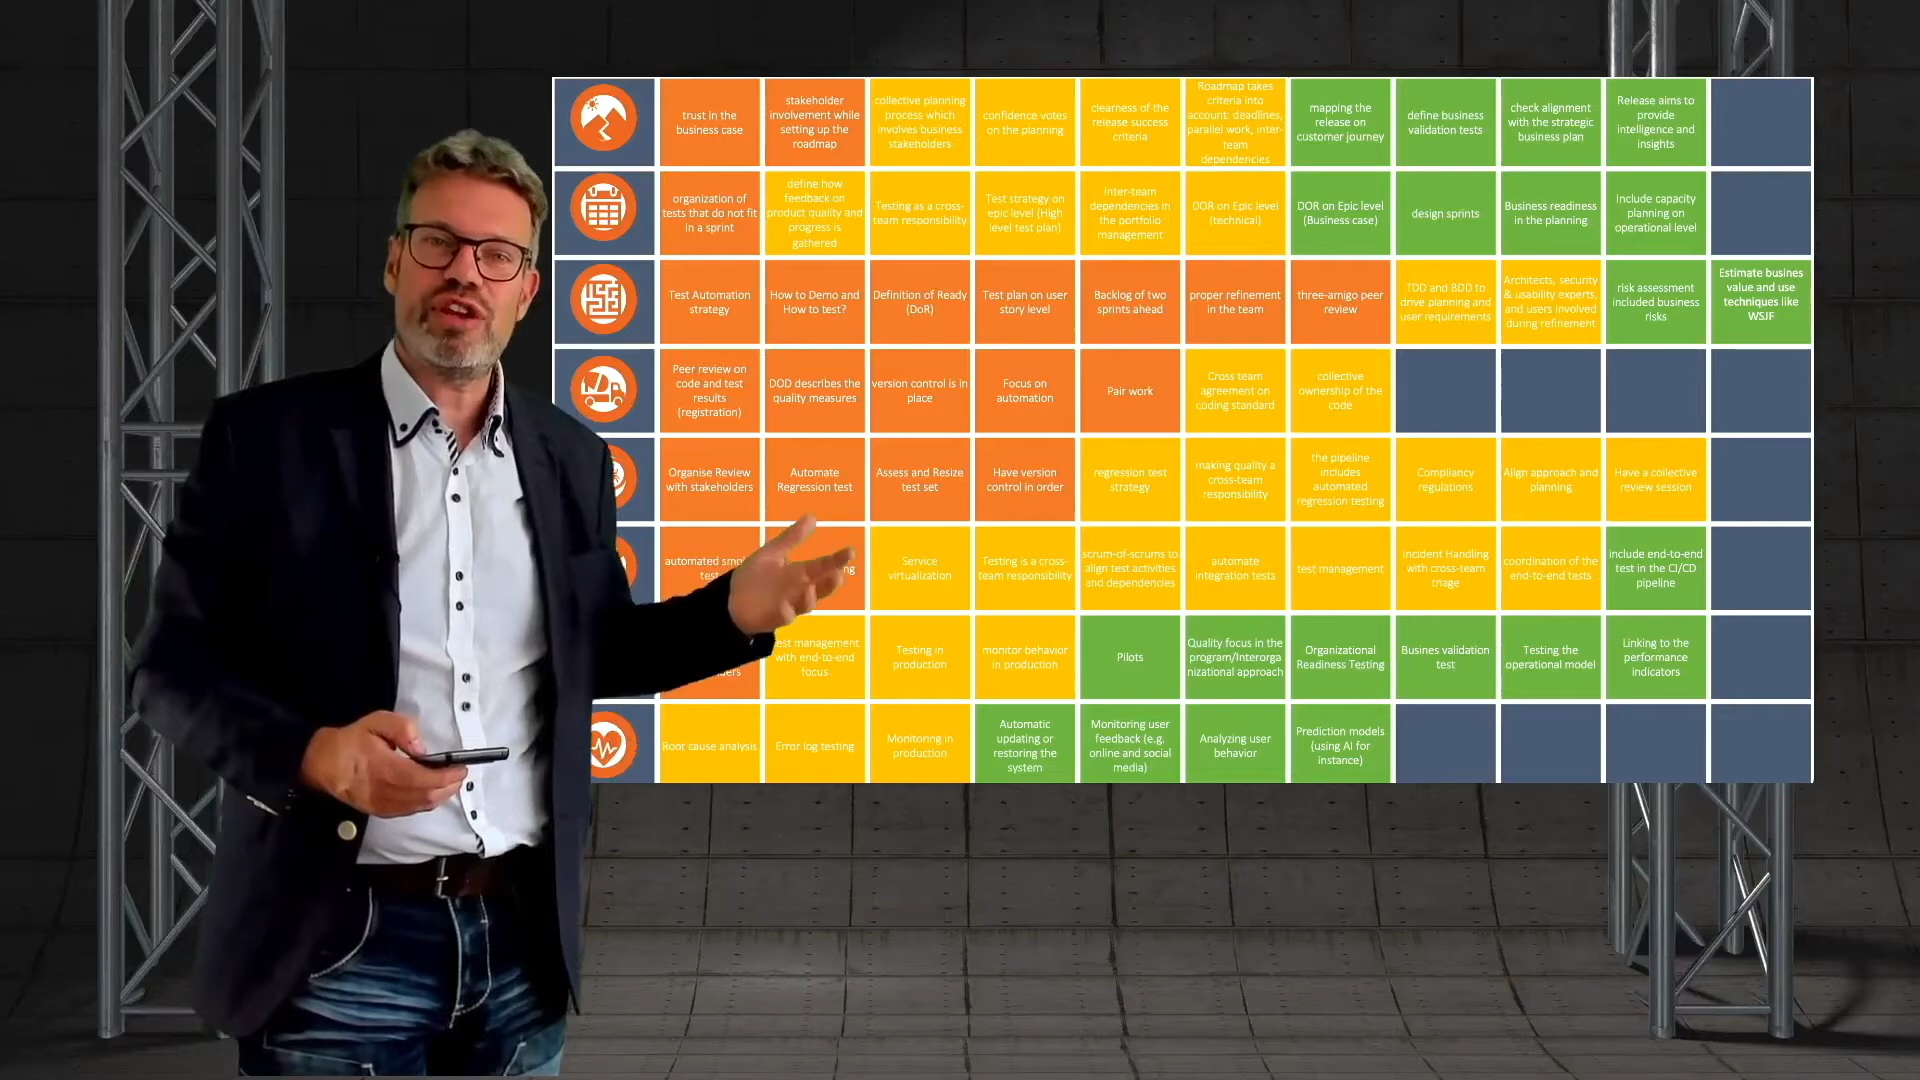 trust in the
business case
stakeholder
involvement while
setting up the
roadmap
collective planning
process which
involves business
stakeholders
confidence votes
on the planning
clearness of the
release success
criteria
Roadmap takes
criteria into
account: deadlines,
parallel work, inter-
team
dependencies
mapping the
release on
customer journey
define business
validation tests
check alignment
with the strategic
business plan
Release aims to
provide
intelligence and
insights
organization of
tests that do not fit
in a sprint
define how
feedback on
product quality and
progress is
gathered
Testing as a cross-
team responsibility
Test strategy on
epic level (High
level test plan)
Inter-team
dependencies in
the portfolio
management
DOR on Epic level
(technical)
DOR on Epic level
(Business case)
design sprints
Business readiness
in the planning
Include capacity
planning on
operational level
Test Automation
strategy
How to Demo and
How to test?
Definition of Ready
(DoR)
Test plan on user
story level
Backlog of two
sprints ahead
proper refinement
in the team
three-amigo peer
review
TDD and BDD to
drive planning and
user requirements
Architects, security
& usability experts,
and users involved
during refinement
risk assessment
included business
risks
Estimate busines
value and use
techniques like
WSJF
Peer review on
code and test
results
(registration)
DOD describes the
quality measures
version control is in
place
Focus on
automation
Pair work
Cross team
agreement on
coding standard
collective
ownership of the
code
Organise Review
with stakeholders
Automate
Regression test
Assess and Resize
test set
Have version
control in order
regression test
strategy
making quality a
cross-team
responsibility
the pipeline
includes
automated
regression testing
Compliancy
regulations
Align approach and
planning
Have a collective
review session
automated
test
Service
virtualization
Testing is a cross-
team responsibility
scrum-of-scrums to
align test activities
and dependencies
automate
integration tests
test management
Incident Handling
with cross-team
triage
coordination of the
end-to-end tests
include end-to-end
test in the CI/CD
pipeline
management
with end-to-end
focus
Testing in
production
monitor behavior
in production
Pilots
Quality focus in the
program/Interorga
nizational approach
Organizational
Readiness Testing
Busines validation
test
Testing the
operational model
Linking to the
performance
indicators
Root cause analysis
Error log testing
Monitoring in
production
Automatic
updating or
restoring the
system
Monitoring user
feedback (e.g.
online and social
media)
Analyzing user
behavior
Prediction models
(using AI for
instance)